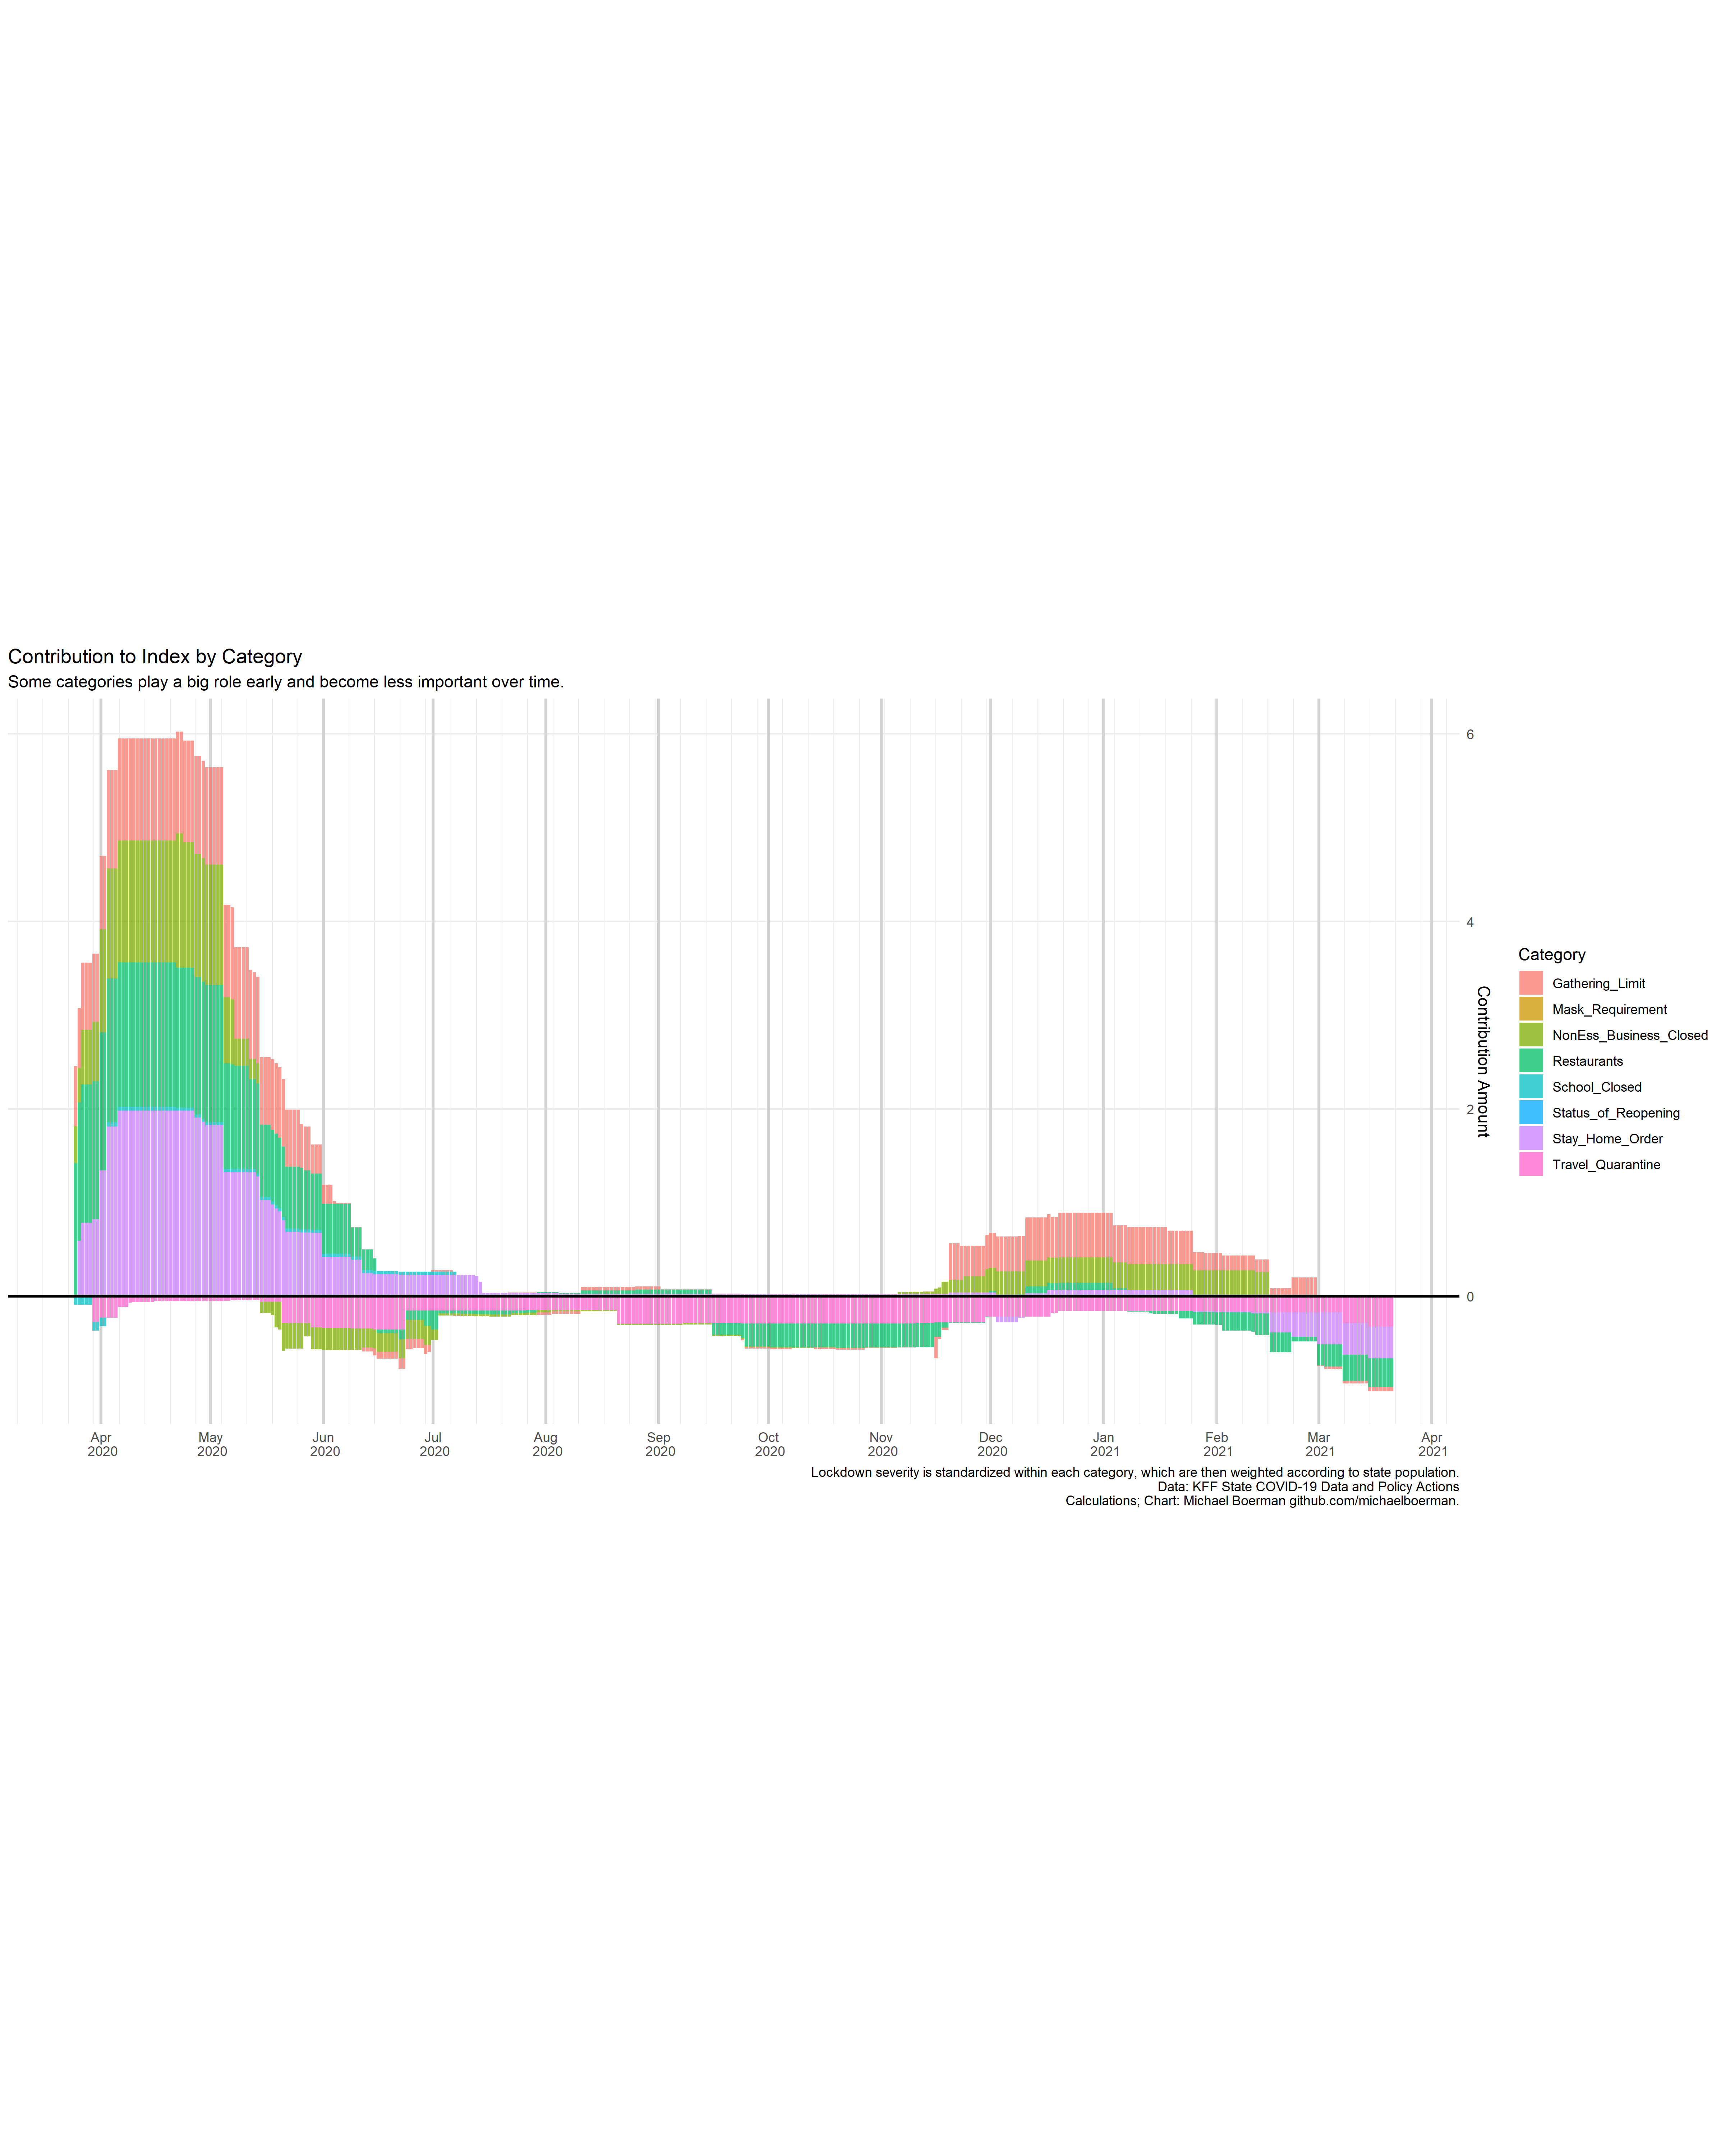 Contribution to Index by Category
Some categories play a big role early and become less important over time.
6
4
2
0
Contribution Amount
Apr
2020
May
2020
Jun
2020
Jul
2020
Aug
2020
Sep
2020
Oct
2020
Nov
2020
Dec
2020
Jan
2021
Feb
2021
Mar
2021
Apr
2021
Category
Gathering_Limit
Mask_Requirement
NonEss_Business_Closed
Restaurants
School_Closed
Status_of_Reopening
Stay_Home_Order
Travel_Quarantine
Lockdown severity is standardized within each category, which are then weighted according to state population.
Data: KFF State COVID-19 Data and Policy Actions
Calculations; Chart: Michael Boerman github.com/michaelboerman.